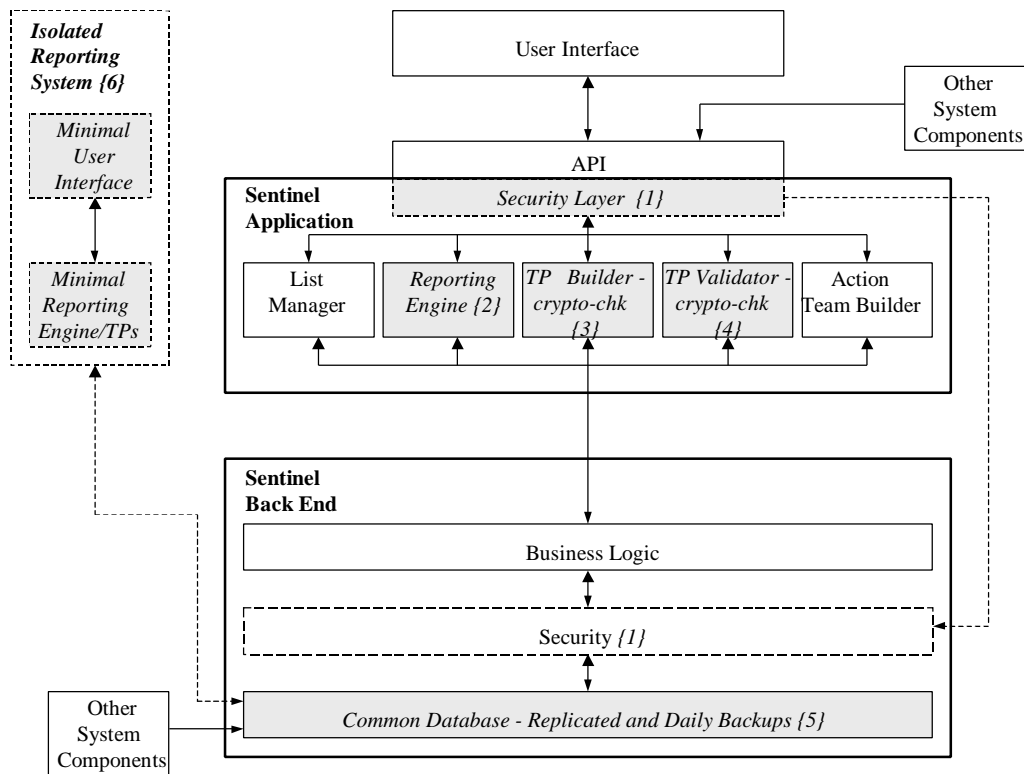 Isolated
Reporting
System {6}
Minimal
User
Interface
Minimal
Reporting
Engine/TPs
User Interface
Other
System
Components
API
Security Layer {1}
Sentinel
Application
List
Manager
Reporting
Engine {2}
TP Builder -
crypto-chk
{3}
TP Validator -
crypto-chk
{4}
Action
Team Builder
Sentinel
Back End
Business Logic
Security {1}
Common Database - Replicated and Daily Backups {5}
Other
System
Components